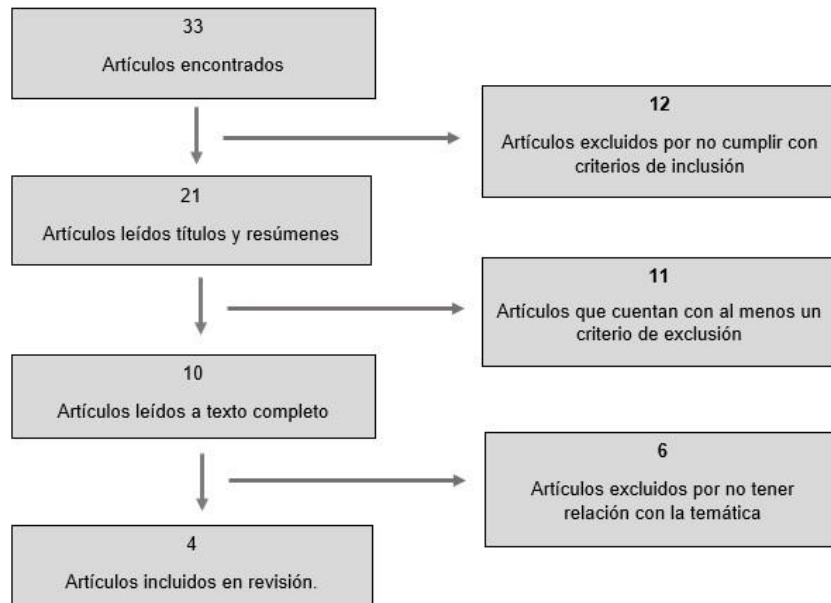 33
Artículos encontrados
12
Artículos excluidos por no cumplir con
criterios de inclusión
21
Artículos leídos títulos y resúmenes
11
Artículos que cuentan con al menos un
criterio de exclusión
10
Artículos leídos a texto completo
6
Artículos excluidos por no tener
relación con la temática
4
Artículos incluidos en revisión.